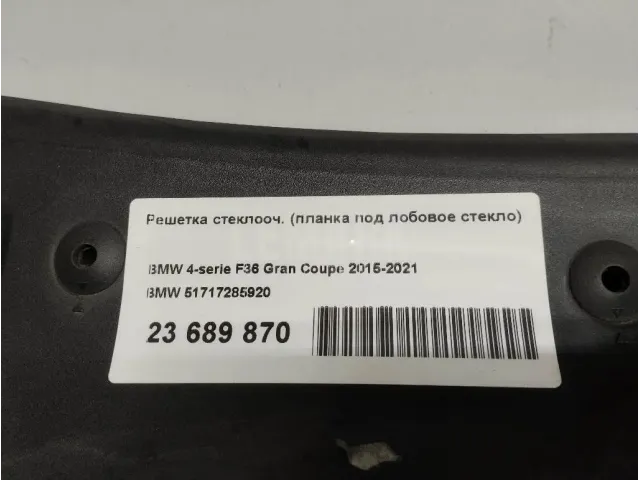 Решетка стеклооч. (планка под лобовое стекло)
BMW 4-serie F36 Gran Coupe 2015-2021
BMW 51717285920
23 689 870